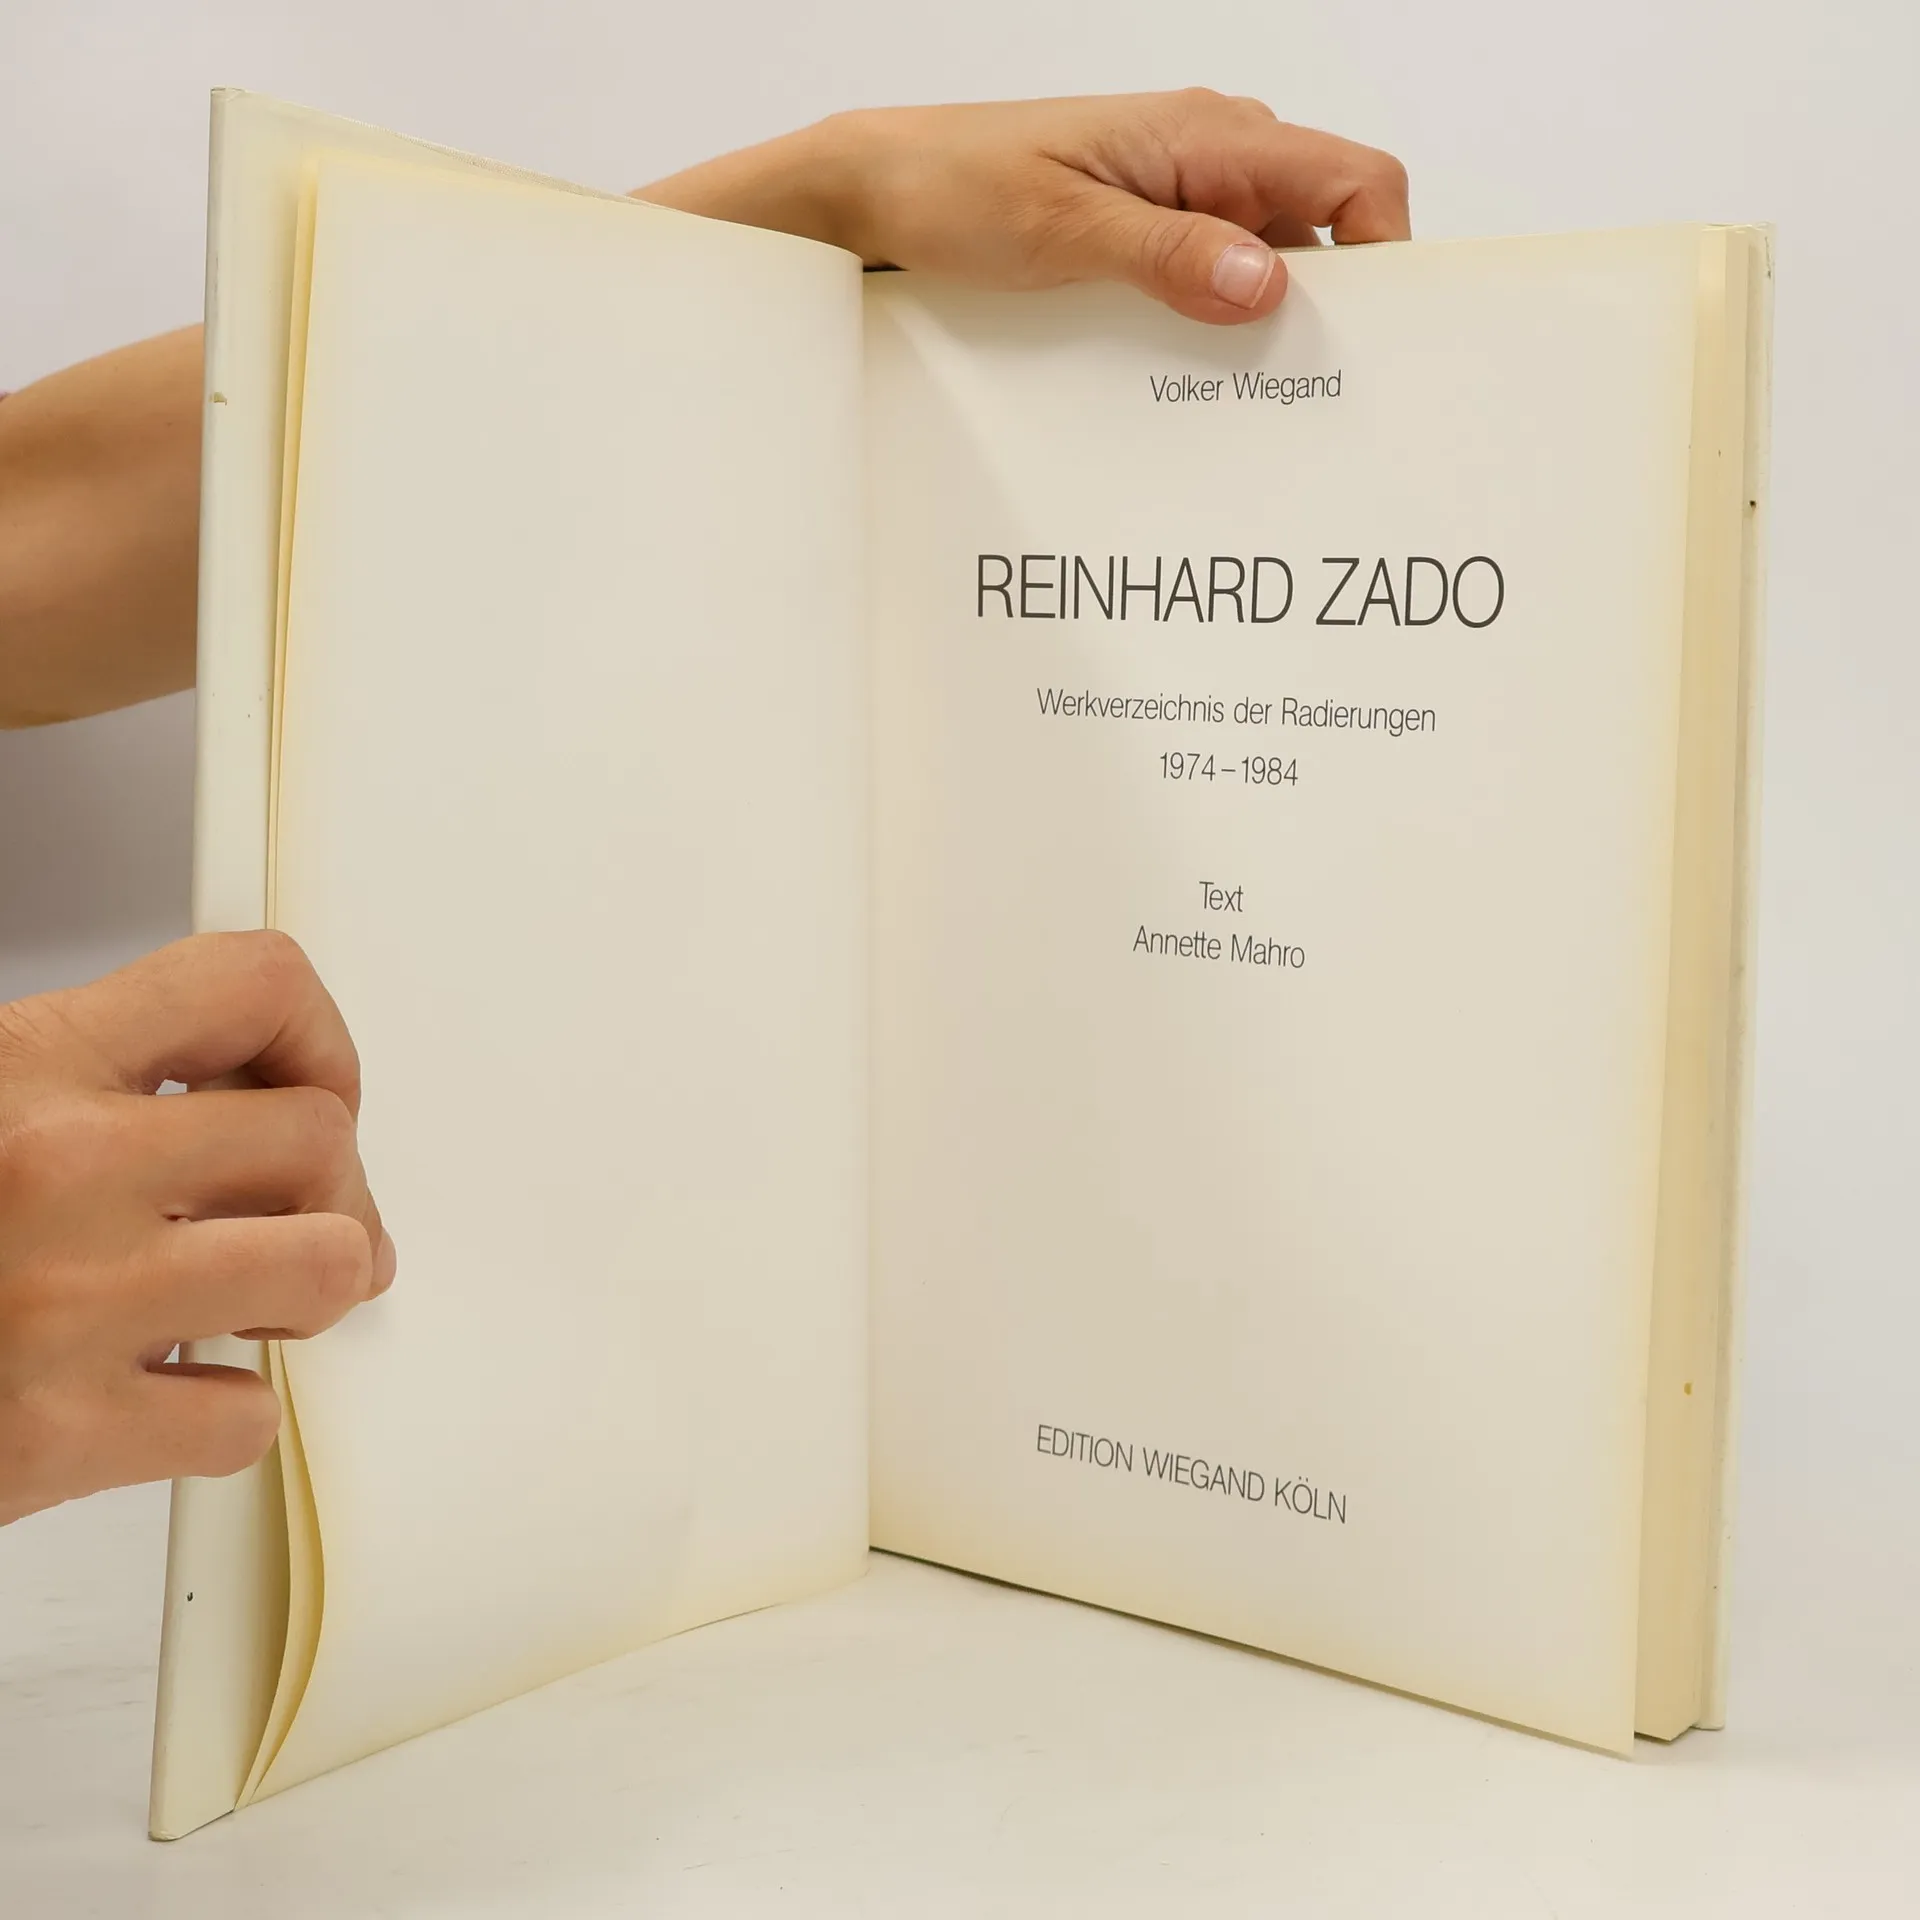 Volker Wiegand
REINHARD ZADO
Werkverzeichnis der Radierungen
1974–1984
Text
Annette Mahro
EDITION WIEGAND KÖLN